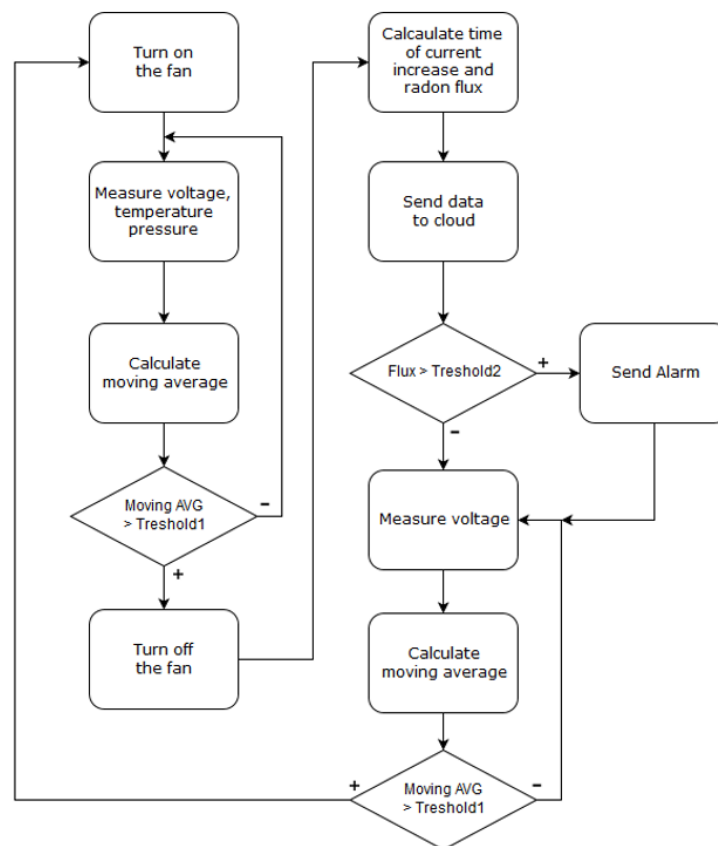 Turn on
the fan
Measure voltage,
temperature
pressure
Calculate
moving average
Moving AVG
> Treshold1
-
+
Turn off
the fan
Calcaulate time
of current
increase and
radon flux
Send data
to cloud
Flux > Treshold2
+
-
Send Alarm
Measure voltage
Calculate
moving average
Moving AVG
> Treshold1
+
-